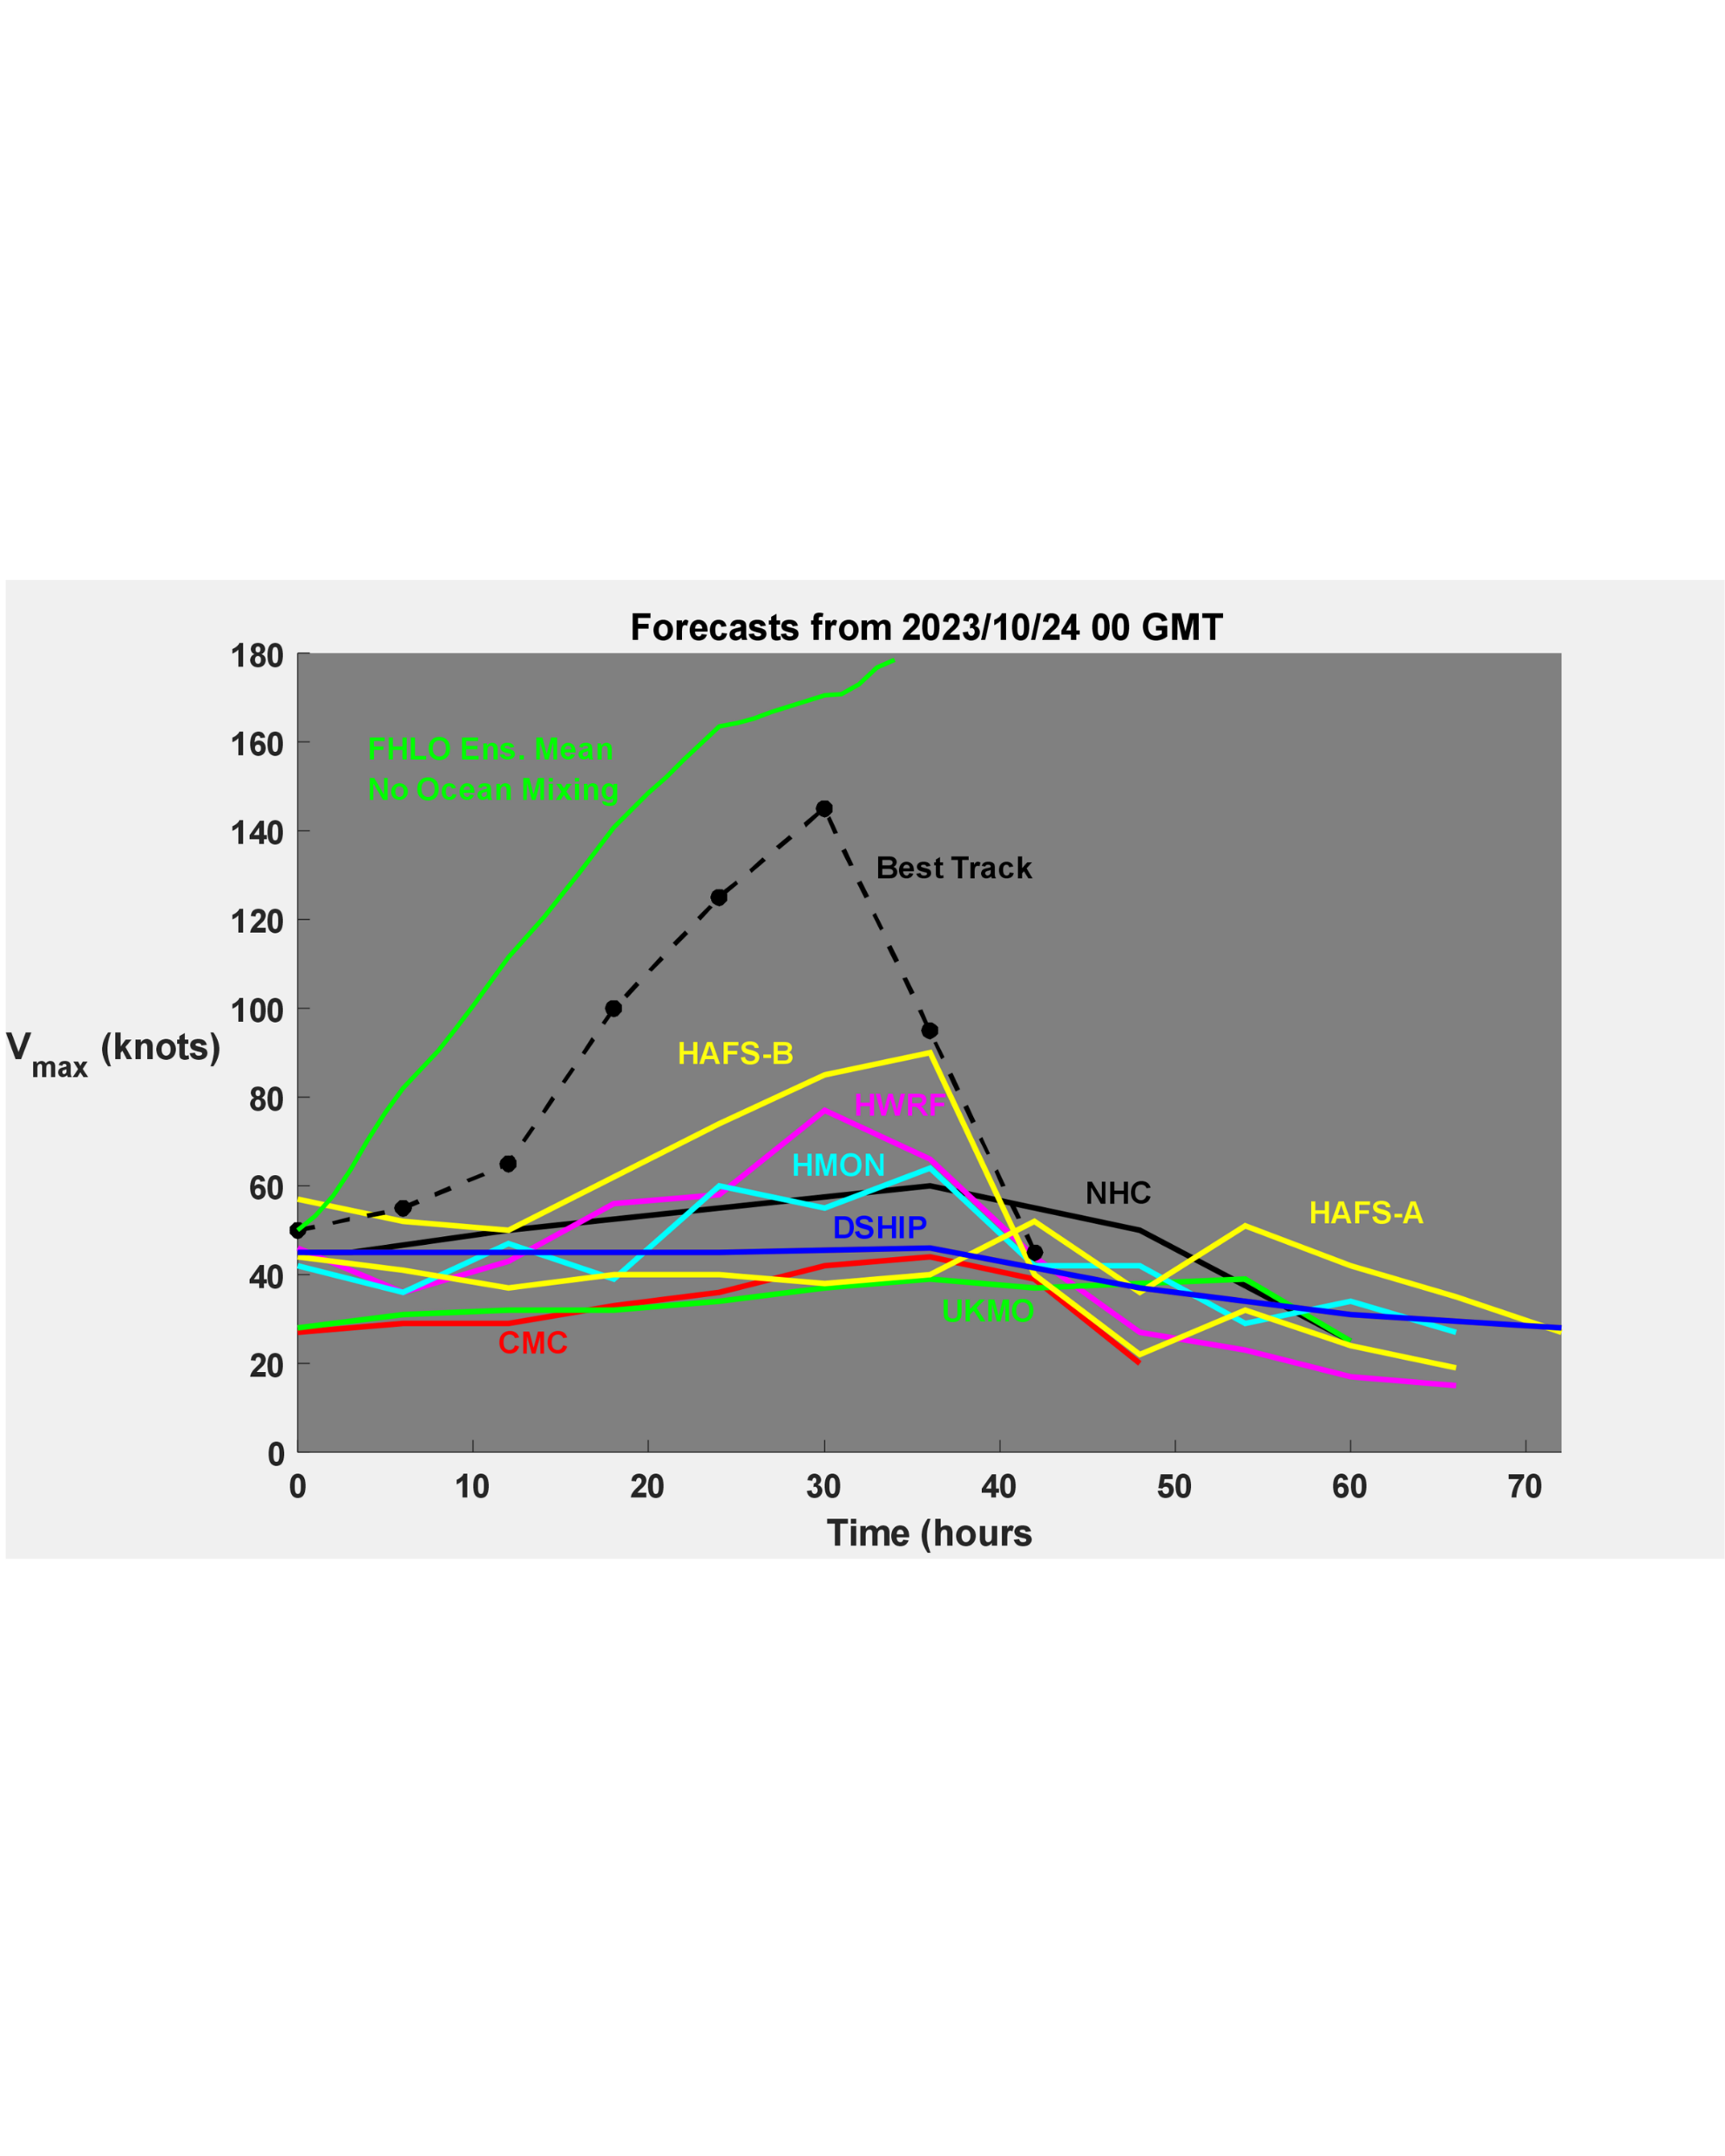 Forecasts from 2023/10/24 00 GMT
180
160
140
120
100
80
60
40
20
0
V max (knots)
FHLO Ens. Mean
No Ocean Mixing
Best Track
HAFS-B
HWRF
HMON
NHC
HAFS-A
DSHIP
UKMO
CMC
0 10 20 30 40 50 60 70
Time (hours